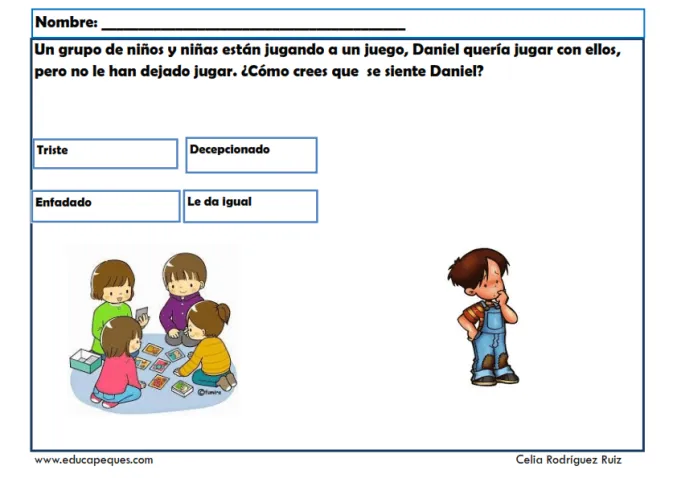 Nombre: ___________________________________
Un grupo de niños y niñas están jugando a un juego, Daniel quería jugar con ellos,
pero no le han dejado jugar. ¿Cómo crees que se siente Daniel?
Triste
Decepcionado
Enfadado
Le da igual
©fumira
www.educapeques.com
Celia Rodríguez Ruiz